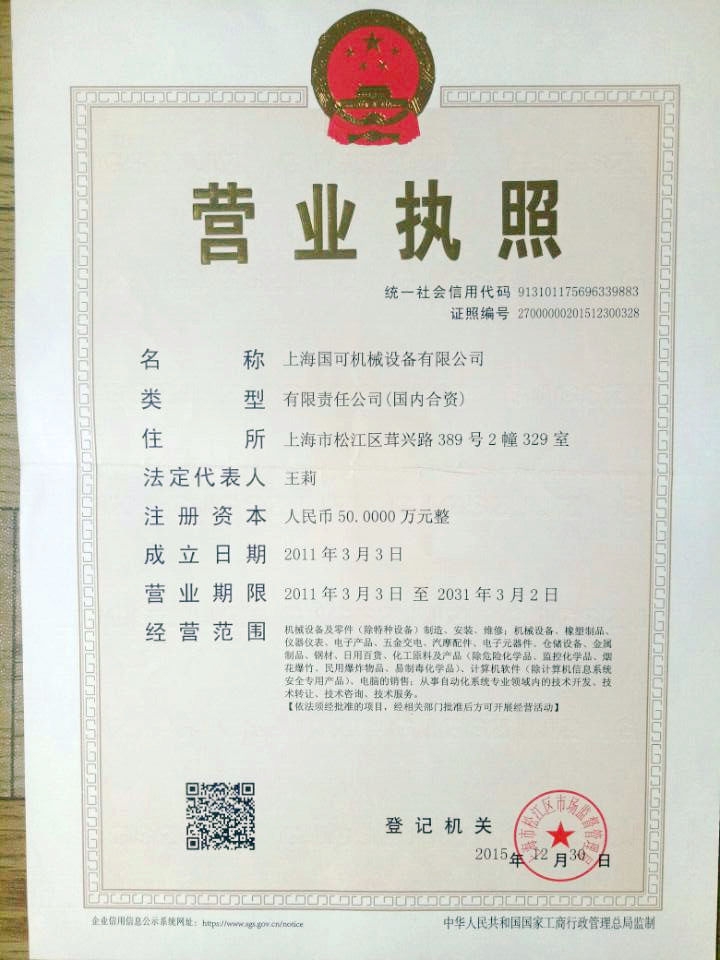 营业执照
统一社会信用代码 913101175696339883
证照编号 27000000201512300328
名称 上海国可机械设备有限公司
类型 有限责任公司(国内合资)
住所 上海市松江区茸兴路389号2幢329室
法定代表人 王莉
注册资本 人民币50.0000万元整
成立日期 2011年3月3日
营业期限 2011年3月3日 至 2031年3月2日
经营范围 机械设备及零件（除特种设备）制造、安装、维修；机械设备、橡塑制品、
仪器仪表、电子产品、五金交电、汽摩配件、电子元器件、仓储设备、金属
制品、钢材、日用百货、化工原料及产品（除危险化学品、监控化学品、烟
花爆竹、民用爆炸物品、易制毒化学品）、计算机软件（除计算机信息系统
安全专用产品）、电脑的销售；从事自动化系统专业领域内的技术开发、技
术转让、技术咨询、技术服务。
【依法须经批准的项目，经相关部门批准后方可开展经营活动】
登记机关
上海市松江区市场监督管理局
2015年12月30日
企业信用信息公示系统网址：https://www.sgs.gov.cn/notice
中华人民共和国国家工商行政管理总局监制